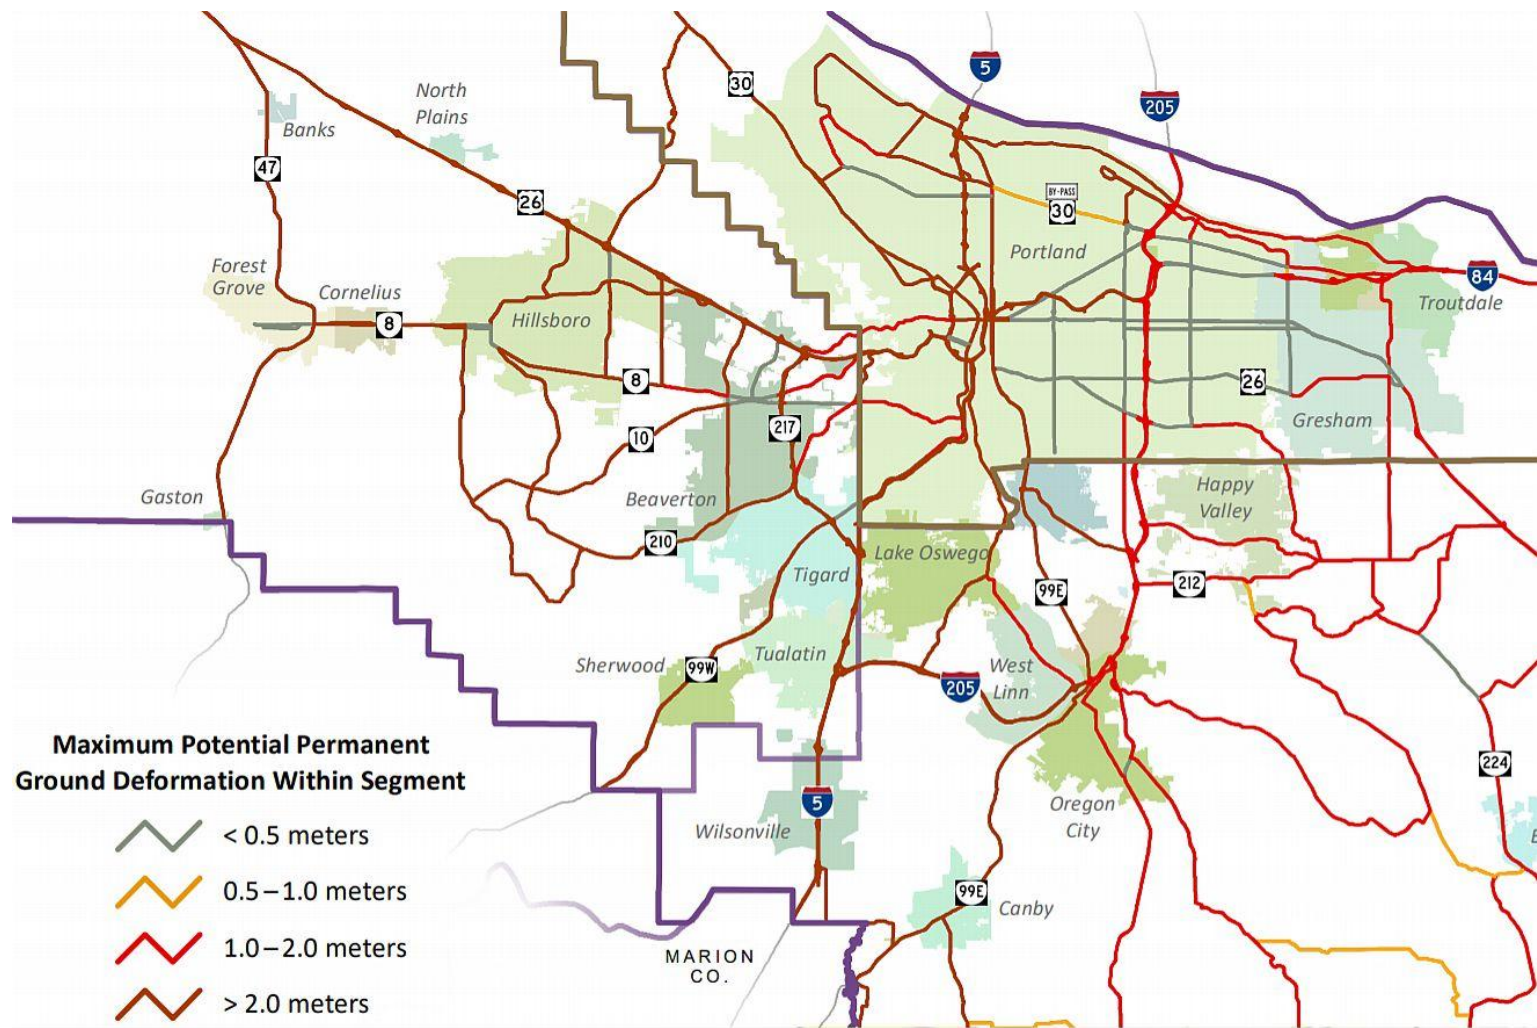 5
205
30
North
Plains
Banks
47
26
BY-PASS
30
Portland
Forest
Grove
Cornelius
8
Hillsboro
84
Troutdale
8
26
Gresham
217
10
Gaston
Beaverton
Happy
Valley
210
Lake Oswego
Tigard
99E
212
Sherwood
99W
Tualatin
205
West
Linn
Maximum Potential Permanent
Ground Deformation Within Segment
224
5
Wilsonville
Oregon
City
E
< 0.5 meters
0.5–1.0 meters
99E
Canby
1.0–2.0 meters
MARION
CO.
> 2.0 meters